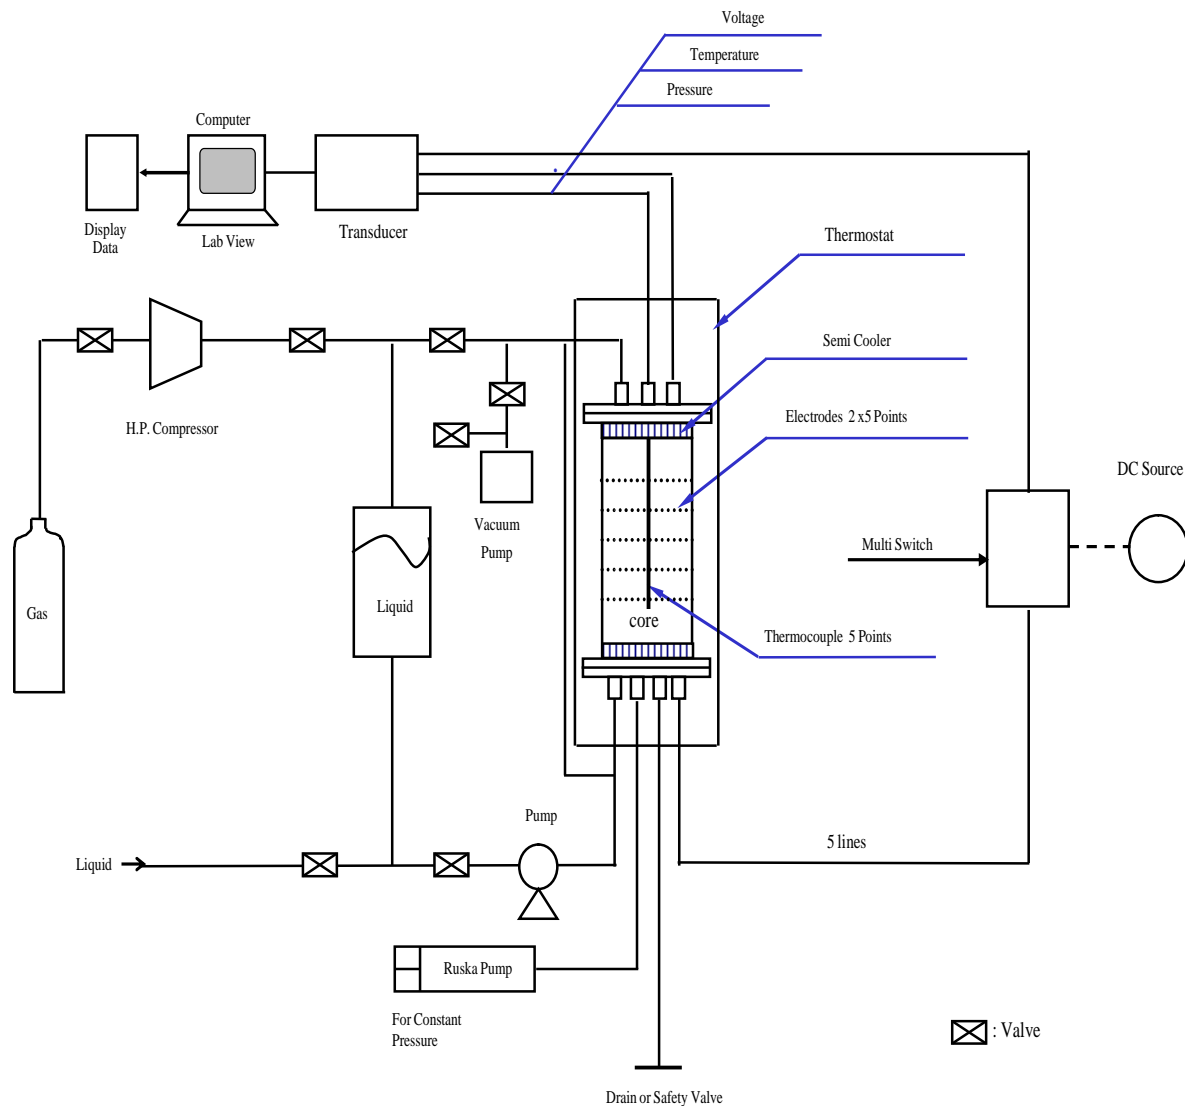 Voltage
Temperature
Pressure
Computer
Display
Data
Lab View
Transducer
Thermostat
Semi Cooler
H.P. Compressor
Electrodes 2 x5 Points
DC Source
Vacuum
Pump
Multi Switch
Gas
Liquid
core
Thermocouple 5 Points
Pump
5 lines
Liquid
Ruska Pump
For Constant
Pressure
: Valve
Drain or Safety Valve